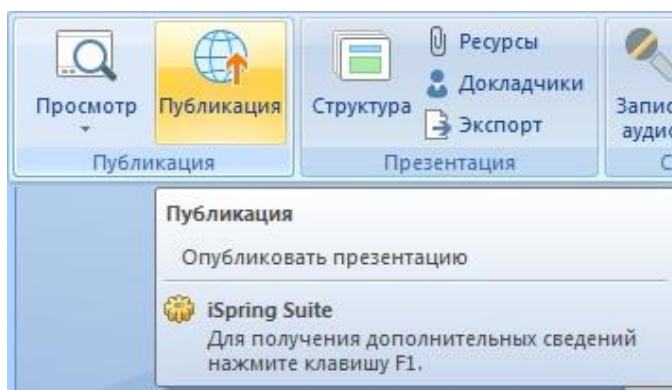 Просмотр
Публикация
Публикация
Структура
Ресурсы
Докладчики
Экспорт
Презентация
Публикация
Опубликовать презентацию
iSpring Suite
Для получения дополнительных сведений
нажмите клавишу F1.